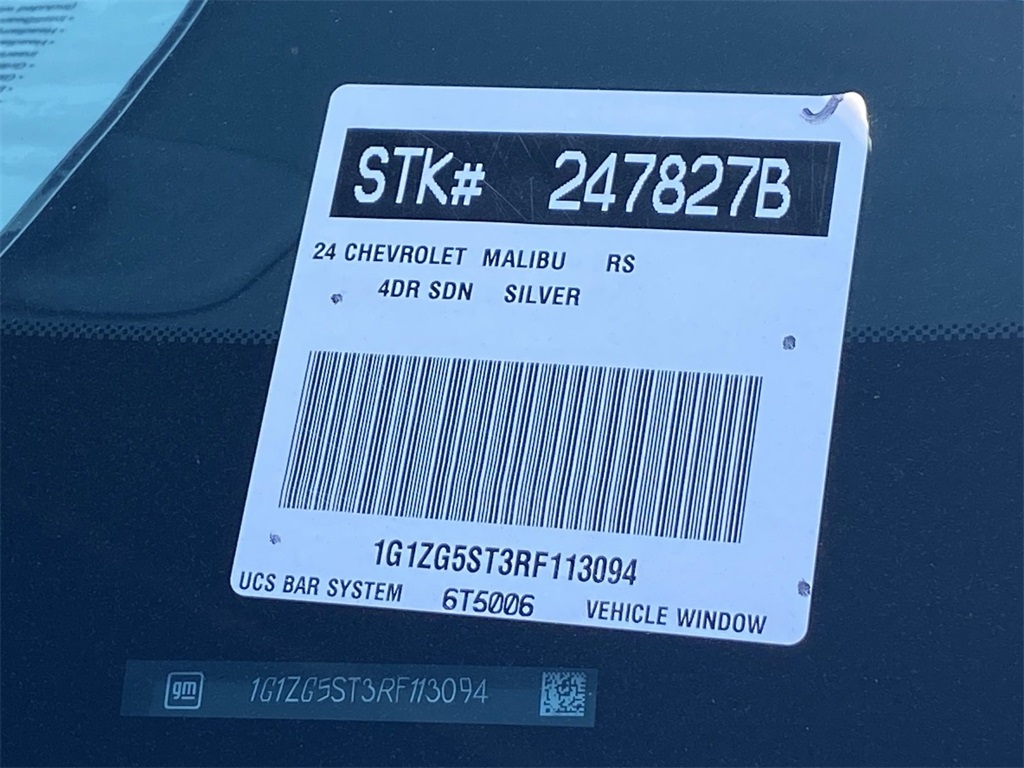 STK# 247827B
24 CHEVROLET MALIBU RS
4DR SDN SILVER
1G1ZG5ST3RF113094
UCS BAR SYSTEM 6T5006 VEHICLE WINDOW
gm 1G1ZG5ST3RF113094